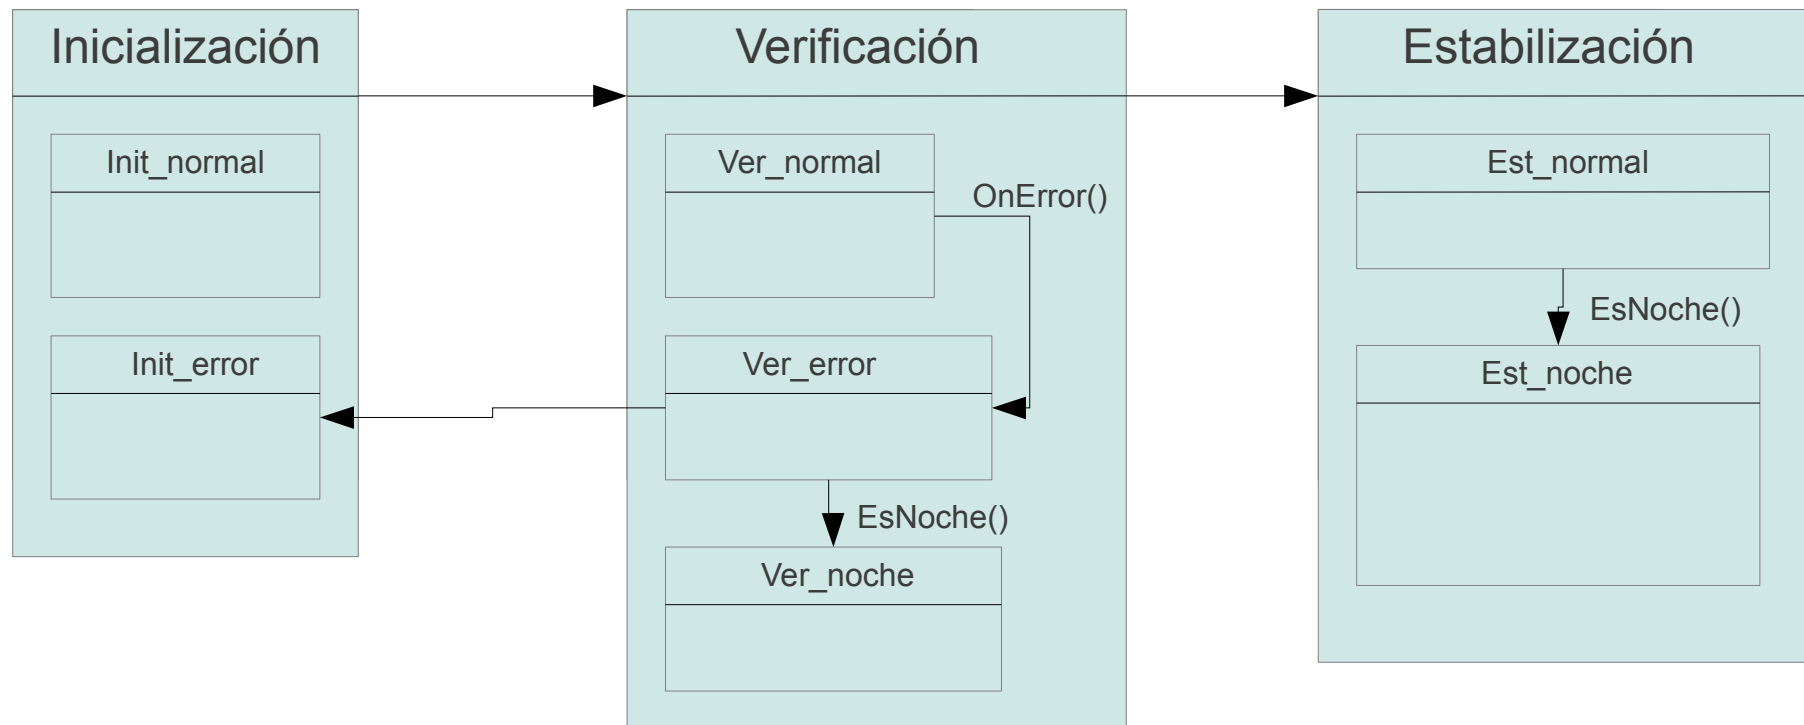 Inicialización
Init_normal
Init_error
Verificación
Ver_normal
OnError()
Ver_error
EsNoche()
Ver_noche
Estabilización
Est_normal
EsNoche()
Est_noche